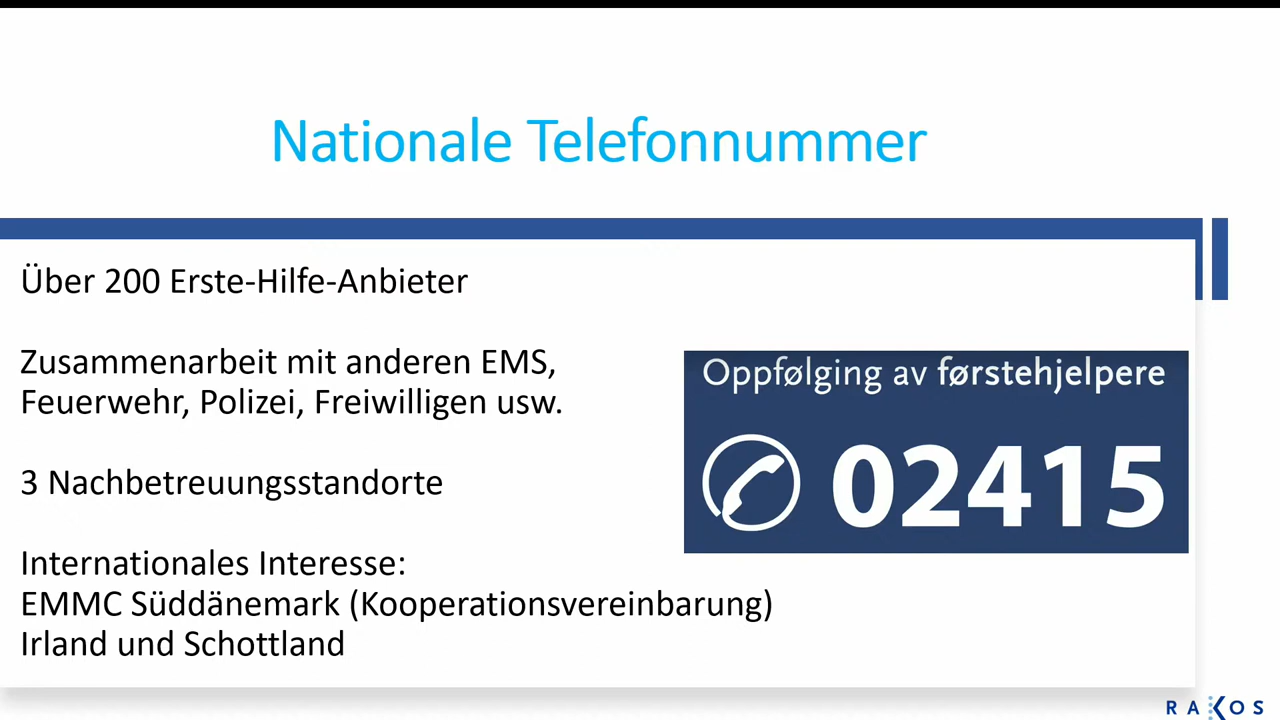 Nationale Telefonnummer
Über 200 Erste-Hilfe-Anbieter
Zusammenarbeit mit anderen EMS,
Feuerwehr, Polizei, Freiwilligen usw.
3 Nachbetreuungsstandorte
Internationales Interesse:
EMMC Süddänemark (Kooperationsvereinbarung)
Irland und Schottland
Oppfølging av førstehjelpere
02415
RAKOS